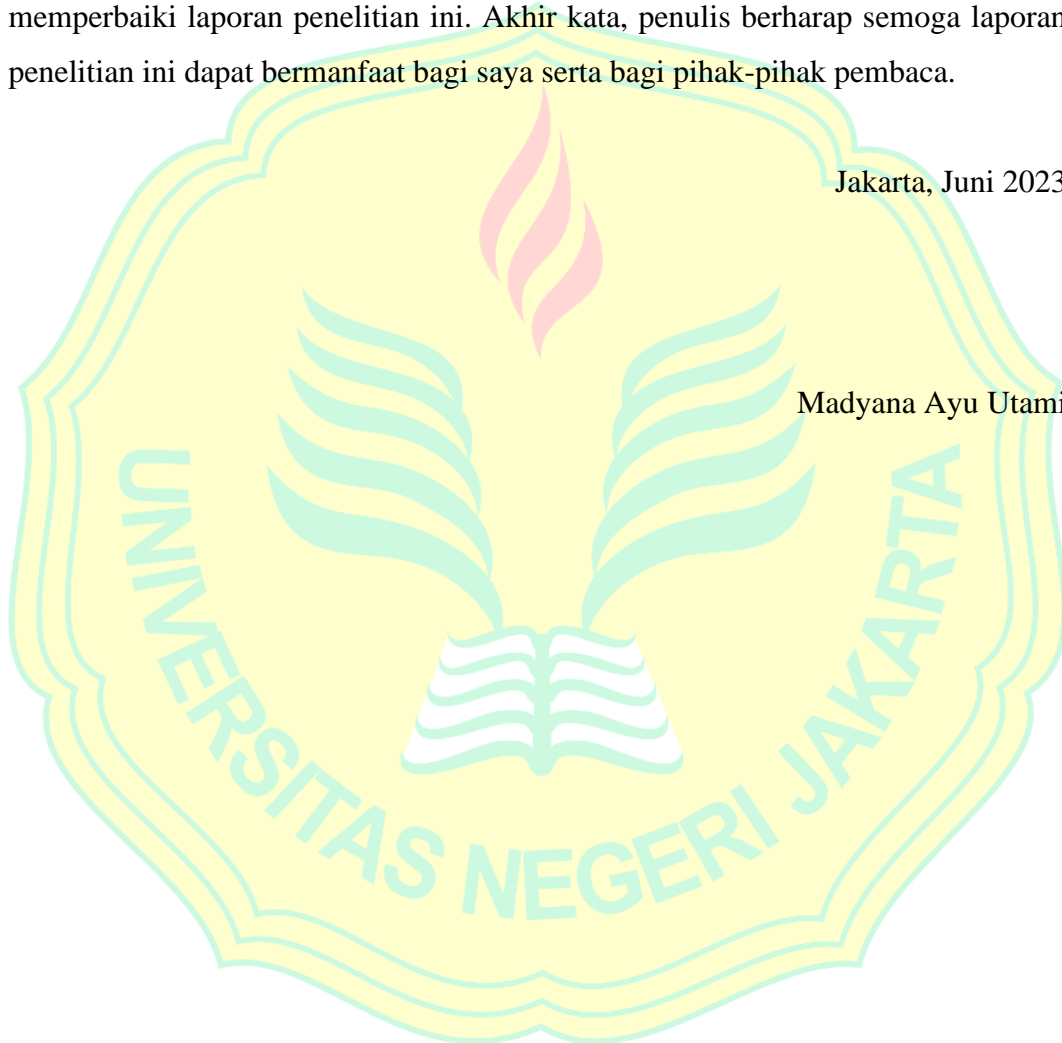 memperbaiki laporan penelitian ini. Akhir kata, penulis berharap semoga laporan
penelitian ini dapat bermanfaat bagi saya serta bagi pihak-pihak pembaca.
Jakarta, Juni 2023
Madyana Ayu Utami
UNIVERSITAS NEGERI JAKARTA